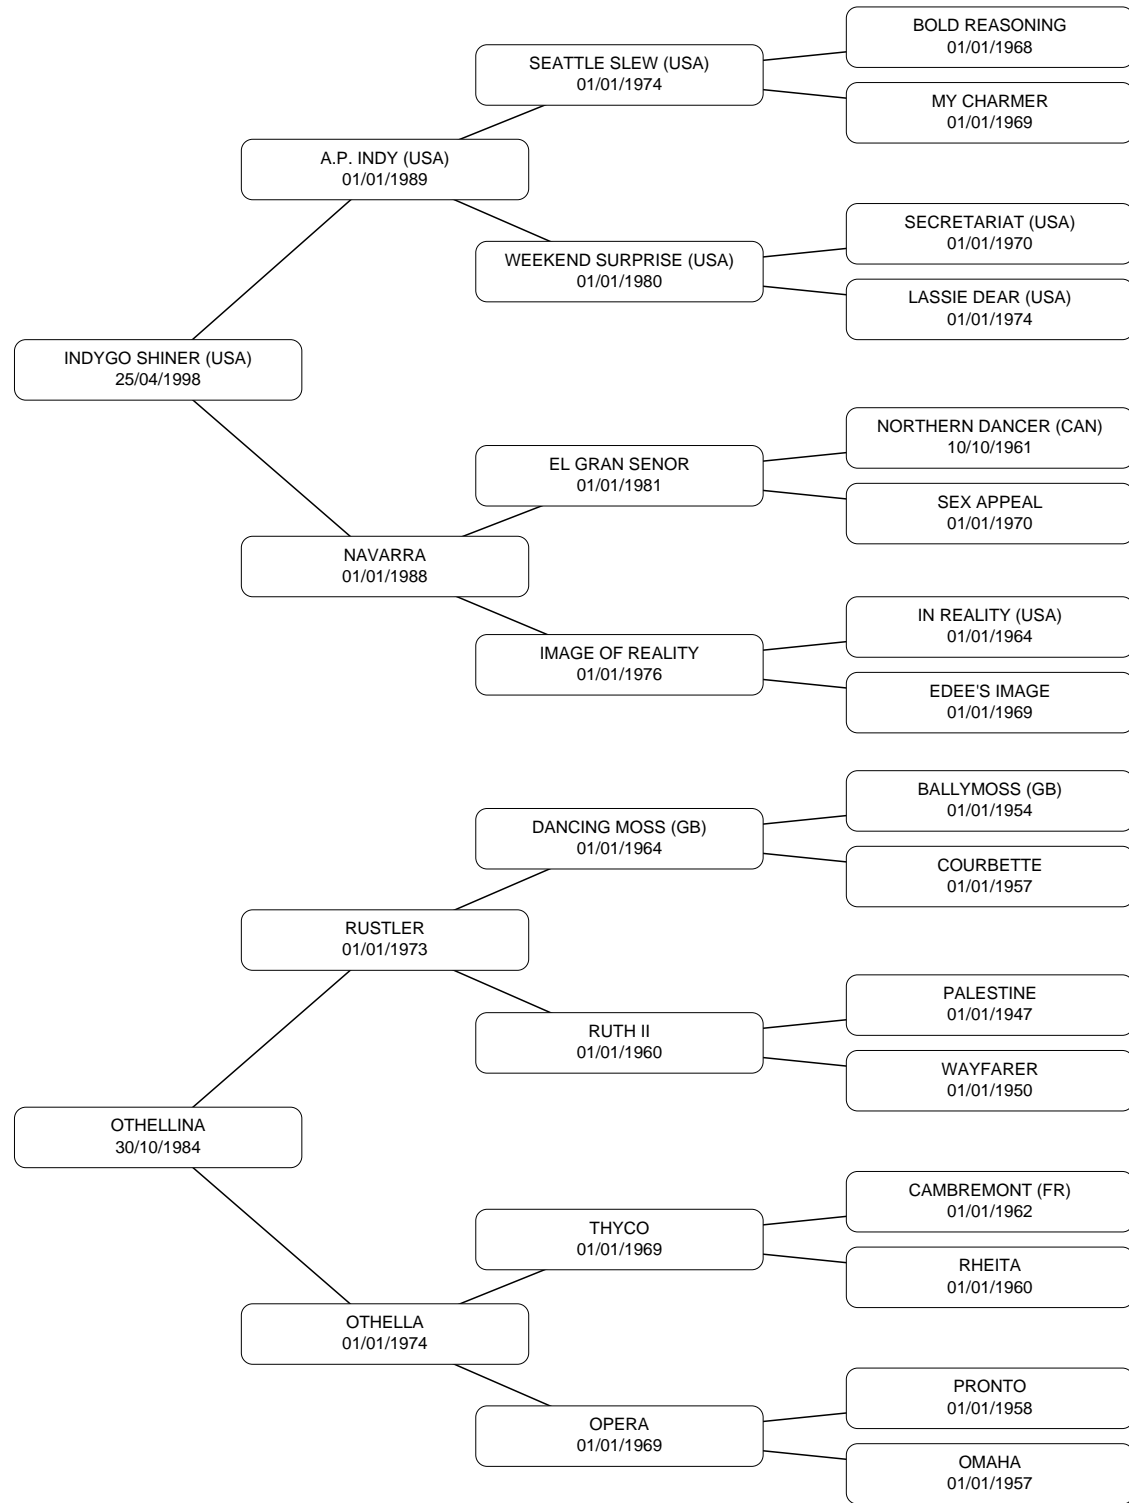 BOLD REASONING
01/01/1968
SEATTLE SLEW (USA)
01/01/1974
MY CHARMER
01/01/1969
A.P. INDY (USA)
01/01/1989
SECRETARIAT (USA)
01/01/1970
WEEKEND SURPRISE (USA)
01/01/1980
LASSIE DEAR (USA)
01/01/1974
INDYGO SHINER (USA)
25/04/1998
NORTHERN DANCER (CAN)
10/10/1961
EL GRAN SENOR
01/01/1981
SEX APPEAL
01/01/1970
NAVARRA
01/01/1988
IN REALITY (USA)
01/01/1964
IMAGE OF REALITY
01/01/1976
EDEE'S IMAGE
01/01/1969
BALLYMOSS (GB)
01/01/1954
DANCING MOSS (GB)
01/01/1964
COURBETTE
01/01/1957
RUSTLER
01/01/1973
PALESTINE
01/01/1947
RUTH II
01/01/1960
WAYFARER
01/01/1950
OTHELLINA
30/10/1984
CAMBREMONT (FR)
01/01/1962
THYCO
01/01/1969
RHEITA
01/01/1960
OTHELLA
01/01/1974
PRONTO
01/01/1958
OPERA
01/01/1969
OMAHA
01/01/1957